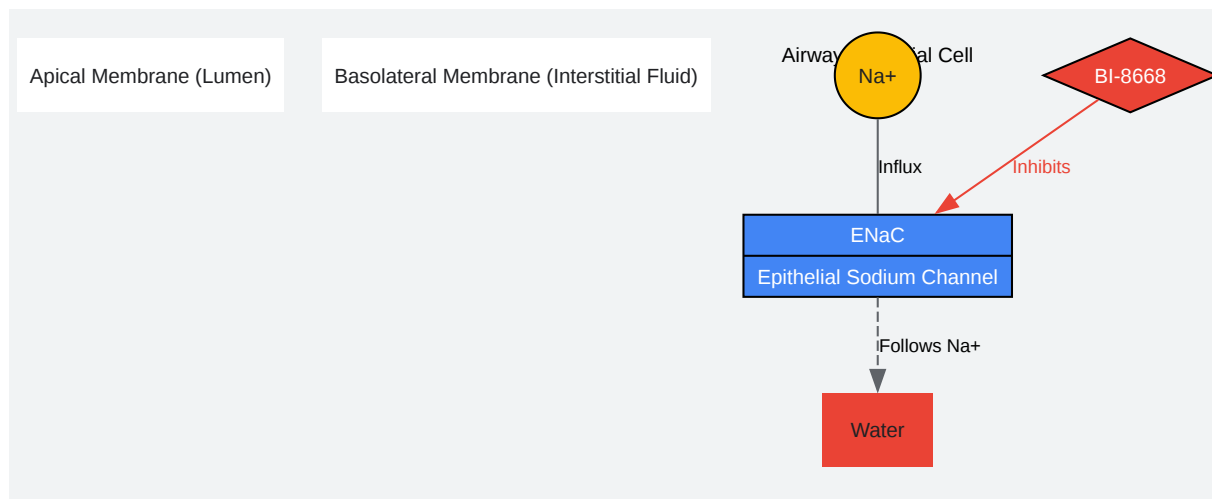 Apical Membrane (Lumen)
Basolateral Membrane (Interstitial Fluid)
Airway Cell
Na+
BI-8668
Influx
Inhibits
ENaC
Epithelial Sodium Channel
Follows Na+
Water